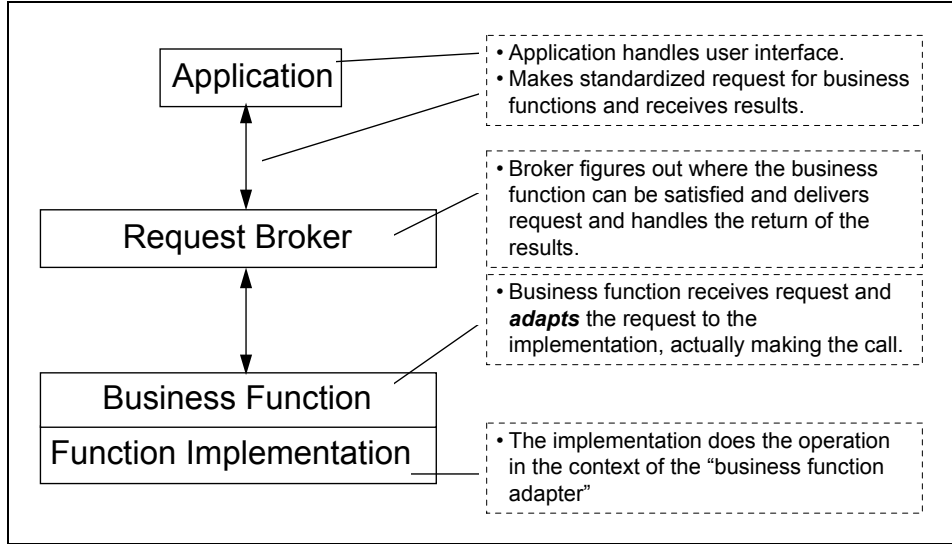 Application
• Application handles user interface.
• Makes standardized request for business
functions and receives results.
Request Broker
• Broker figures out where the business
function can be satisfied and delivers
request and handles the return of the
results.
Business Function
• Business function receives request and
adapts the request to the
implementation, actually making the call.
Function Implementation
• The implementation does the operation
in the context of the “business function
adapter”